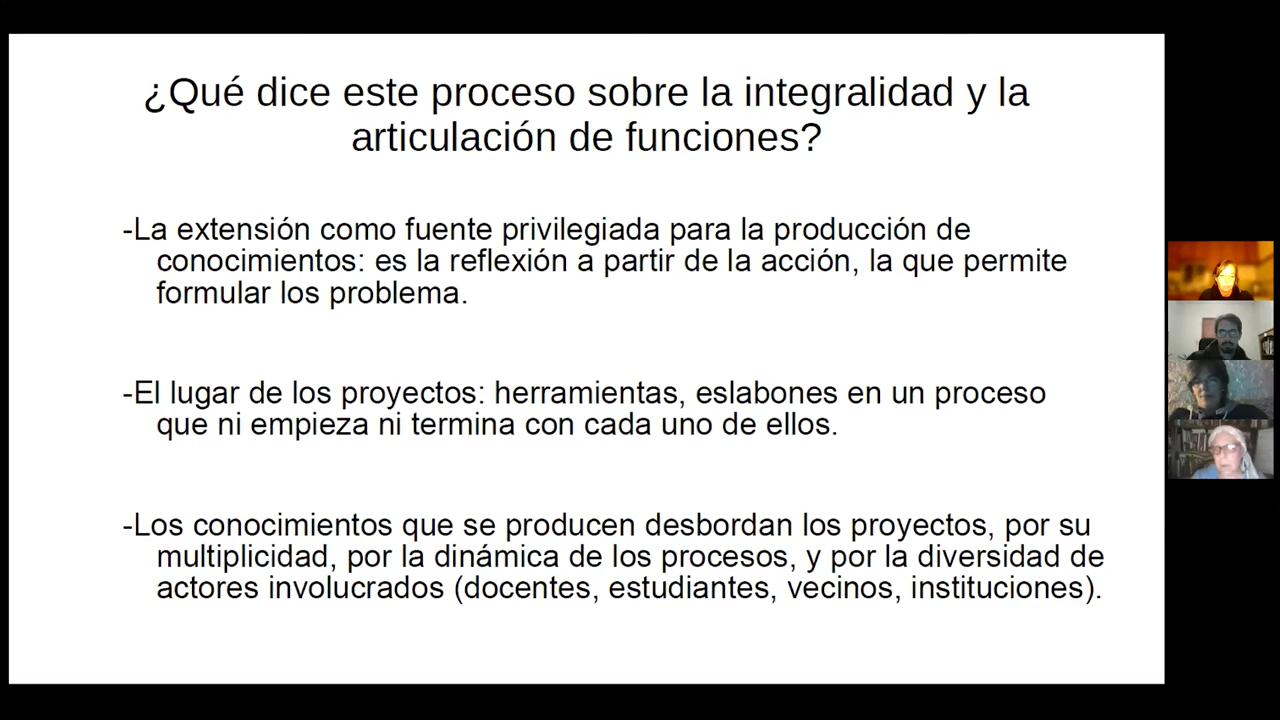 ¿Qué dice este proceso sobre la integralidad y la
articulación de funciones?
-La extensión como fuente privilegiada para la producción de
conocimientos: es la reflexión a partir de la acción, la que permite
formular los problema.
-El lugar de los proyectos: herramientas, eslabones en un proceso
que ni empieza ni termina con cada uno de ellos.
-Los conocimientos que se producen desbordan los proyectos, por su
multiplicidad, por la dinámica de los procesos, y por la diversidad de
actores involucrados (docentes, estudiantes, vecinos, instituciones).